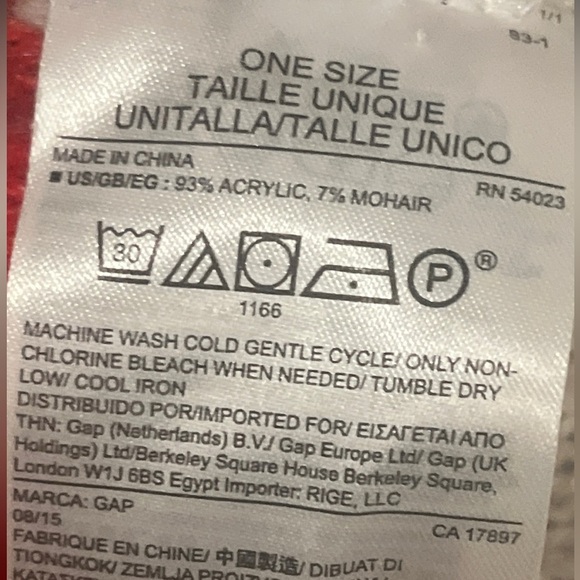 1/1
93-1
ONE SIZE
TAILLE UNIQUE
UNITALLA/TALLE UNICO
MADE IN CHINA
RN 54023
■ US/GB/EG : 93% ACRYLIC, 7% MOHAIR
30
P ®
1166
MACHINE WASH COLD GENTLE CYCLE/ ONLY NON-
CHLORINE BLEACH WHEN NEEDED/ TUMBLE DRY
LOW/ COOL IRON
DISTRIBUIDO POR/IMPORTED FOR/ ΕΙΣΑΓΕΤΑΙ ΑΠΟ
THN: Gap (Netherlands) B.V./ Gap Europe Ltd/ Gap (UK
Holdings) Ltd/Berkeley Square House Berkeley Square,
London W1J 6BS Egypt Importer: RIGE, LLC
MARCA: GAP
CA 17897
08/15
FABRIQUE EN CHINE/ 中國製造/ DIBUAT DI
TIONGKOK/ ZEMLJA